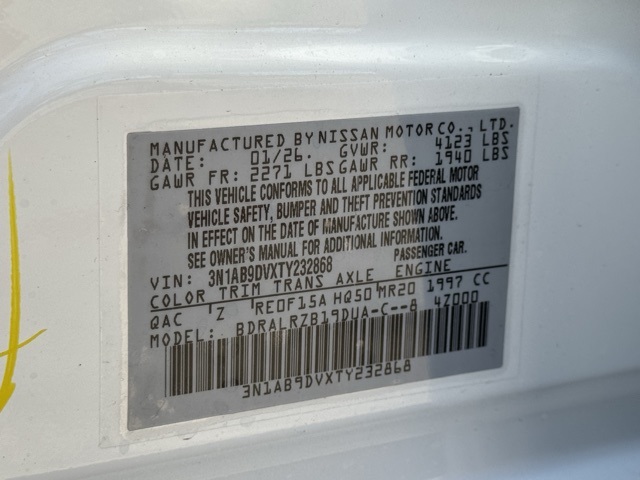 MANUFACTURED BY NISSAN MOTOR CO., LTD.
DATE: 01/26. GVWR: 4123 LBS
GAWR FR: 2271 LBS GAWR RR: 1940 LBS
THIS VEHICLE CONFORMS TO ALL APPLICABLE FEDERAL MOTOR
VEHICLE SAFETY, BUMPER AND THEFT PREVENTION STANDARDS
IN EFFECT ON THE DATE OF MANUFACTURE SHOWN ABOVE.
SEE OWNER'S MANUAL FOR ADDITIONAL INFORMATION.
VIN: 3N1AB9DVXTY232868 PASSENGER CAR.
COLOR TRIM TRANS AXLE ENGINE
QAC Z RE0F15A HQ50 MR20 1997 CC
MODEL: BDRALRZB19DUA-C--8 4Z000
3N1AB9DVXTY232868